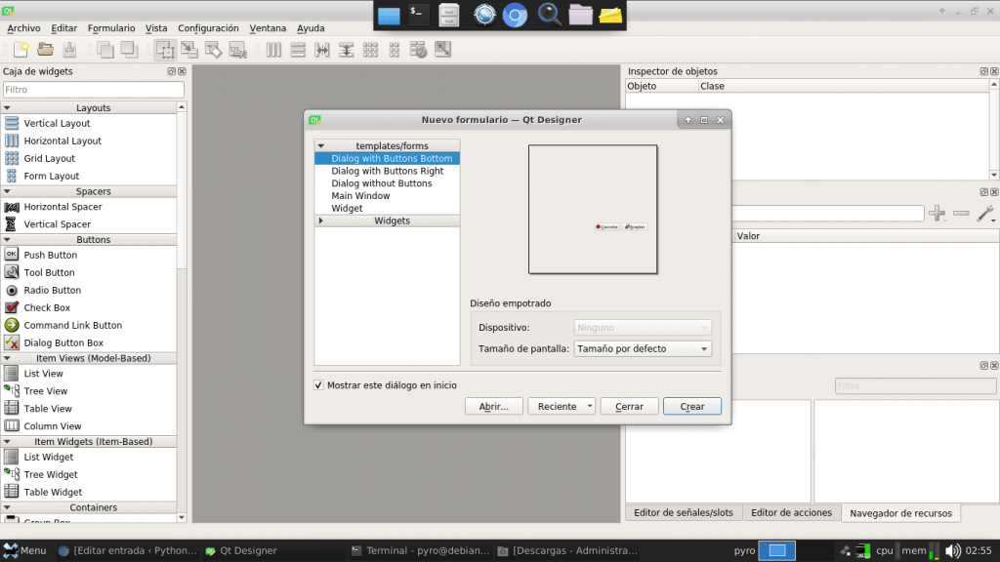 Archivo Editar Formulario Vista Configuración Ventana Ayuda
Caja de widgets
Filtro
Layouts
Vertical Layout
Horizontal Layout
Grid Layout
Form Layout
Spacers
Horizontal Spacer
Vertical Spacer
Buttons
Push Button
Tool Button
Radio Button
Check Box
Command Link Button
Dialog Button Box
Item Views (Model-Based)
List View
Tree View
Table View
Column View
Item Widgets (Item-Based)
List Widget
Tree Widget
Table Widget
Containers
Group Box
Nuevo formulario — Qt Designer
templates/forms
Dialog with Buttons Bottom
Dialog with Buttons Right
Dialog without Buttons
Main Window
Widget
Widgets
Cancelar Aceptar
Diseño empotrado
Dispositivo: Ninguno
Tamaño de pantalla: Tamaño por defecto
Mostrar este diálogo en inicio
Abrir... Reciente Cerrar Crear
Inspector de objetos
Objeto Clase
Valor
Filtro
Editor de señales/slots Editor de acciones Navegador de recursos
Menu [Editar entrada ‹ Python... Qt Designer Terminal - pyro@debian... [Descargas - Administra... pyro cpu mem 02:55